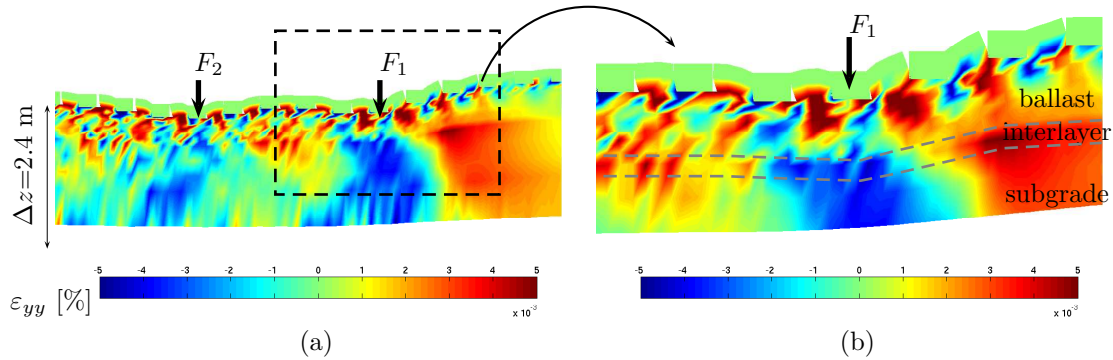 F₂
F₁
Δz=2.4 m
-5 -4 -3 -2 -1 0 1 2 3 4 5
x 10⁻³
ε_yy [%]
(a)
F₁
ballast
interlayer
subgrade
-5 -4 -3 -2 -1 0 1 2 3 4 5
x 10⁻³
(b)